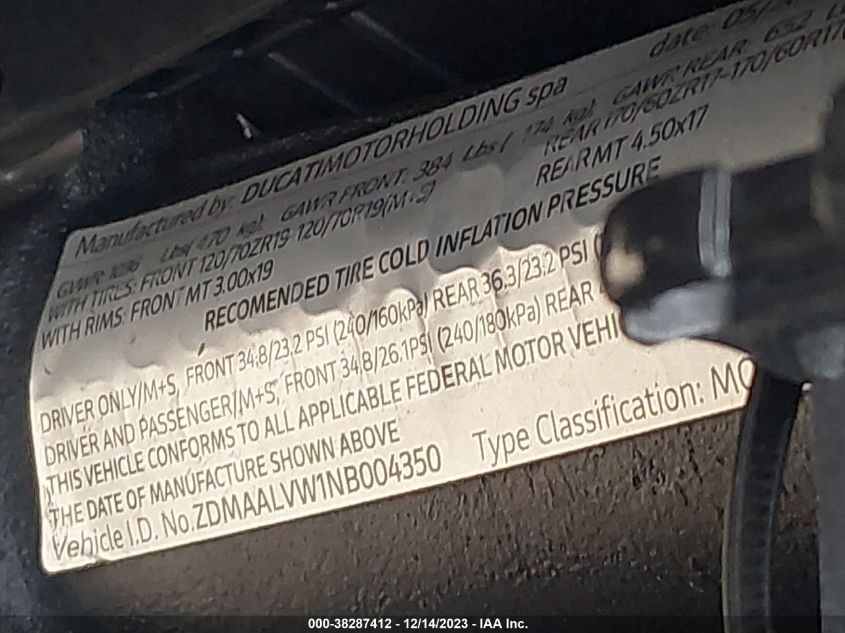 Manufactured by: DUCATIMOTORHOLDING spa date: 05/
GVWR Lbs( 470 kg). GAWR FRONT: 384 Lbs ( 174 kg). GAWR REAR 652
WITH TIRES: FRONT 120/70ZR19-120/70R19(M+S) REAR 170/60ZR17-170/60R17
WITH RIMS: FRONT MT 3.00x19 REAR MT 4.50x17
RECOMENDED TIRE COLD INFLATION PRESSURE
DRIVER ONLY/M+S, FRONT 34.8/23.2 PSI (240/160kPa) REAR 36.3/23.2 PSI (
DRIVER AND PASSENGER/M+S, FRONT 34.8/26.1PSI (240/180kPa) REAR
THIS VEHICLE CONFORMS TO ALL APPLICABLE FEDERAL MOTOR VEHI
THE DATE OF MANUFACTURE SHOWN ABOVE
Vehicle I.D. No.ZDMAALVW1NB004350 Type Classification: MO
000-38287412 - 12/14/2023 - IAA Inc.